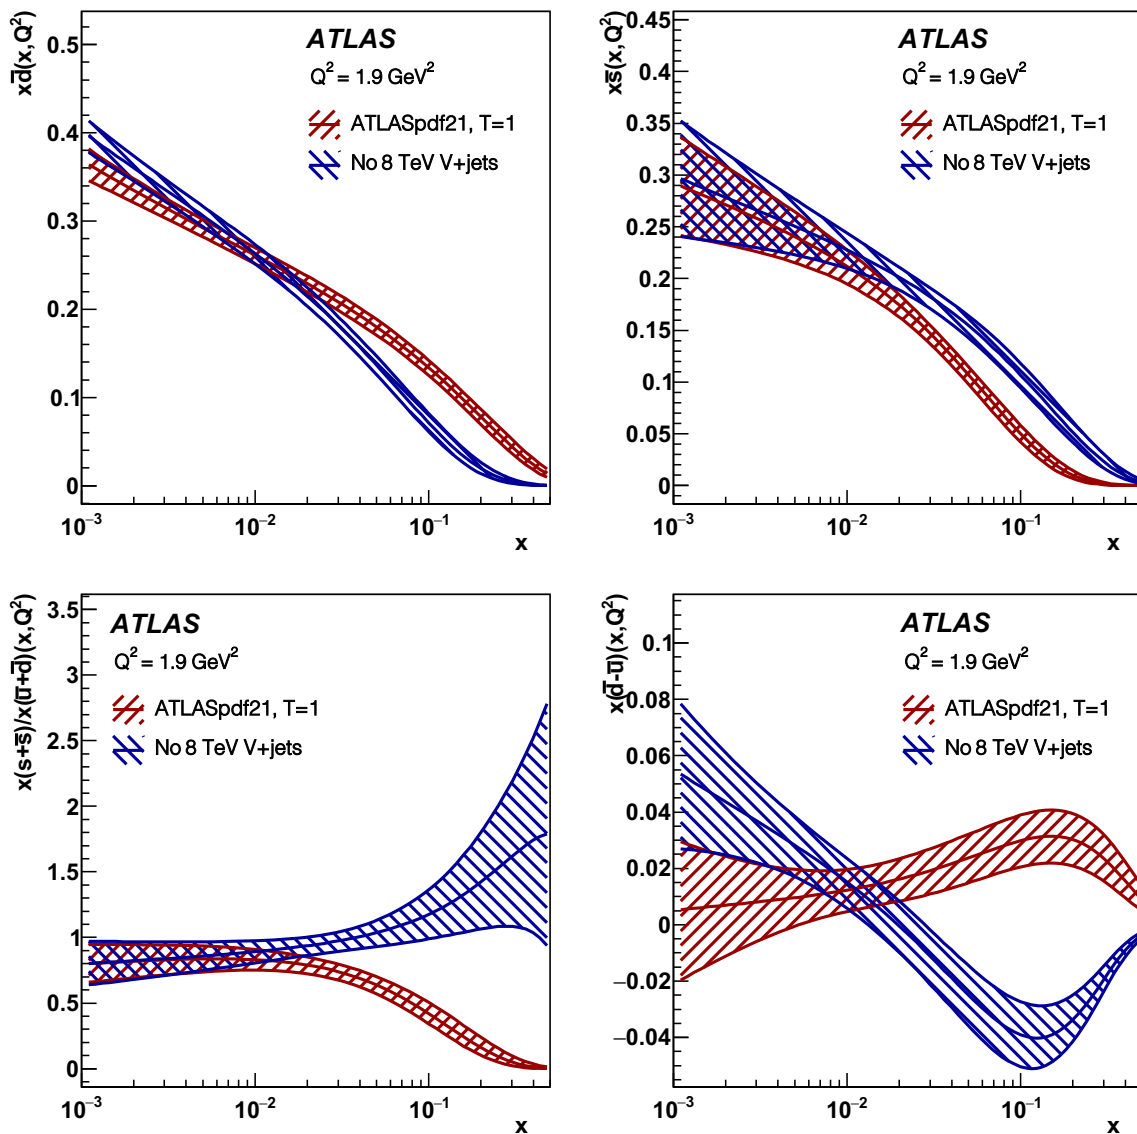 xd̅(x,Q²)
0.5
0.4
0.3
0.2
0.1
0
ATLAS
Q² = 1.9 GeV²
ATLASpdf21, T=1
No 8 TeV V+jets
10⁻³ 10⁻² 10⁻¹
x
xs̅(x,Q²)
0.45
0.4
0.35
0.3
0.25
0.2
0.15
0.1
0.05
0
ATLAS
Q² = 1.9 GeV²
ATLASpdf21, T=1
No 8 TeV V+jets
10⁻³ 10⁻² 10⁻¹
x
x(s+s̅)/x(u̅+d̅)(x,Q²)
3.5
3
2.5
2
1.5
1
0.5
0
ATLAS
Q² = 1.9 GeV²
ATLASpdf21, T=1
No 8 TeV V+jets
10⁻³ 10⁻² 10⁻¹
x
x(d̅-u̅)(x,Q²)
0.1
0.08
0.06
0.04
0.02
0
−0.02
−0.04
ATLAS
Q² = 1.9 GeV²
ATLASpdf21, T=1
No 8 TeV V+jets
10⁻³ 10⁻² 10⁻¹
x